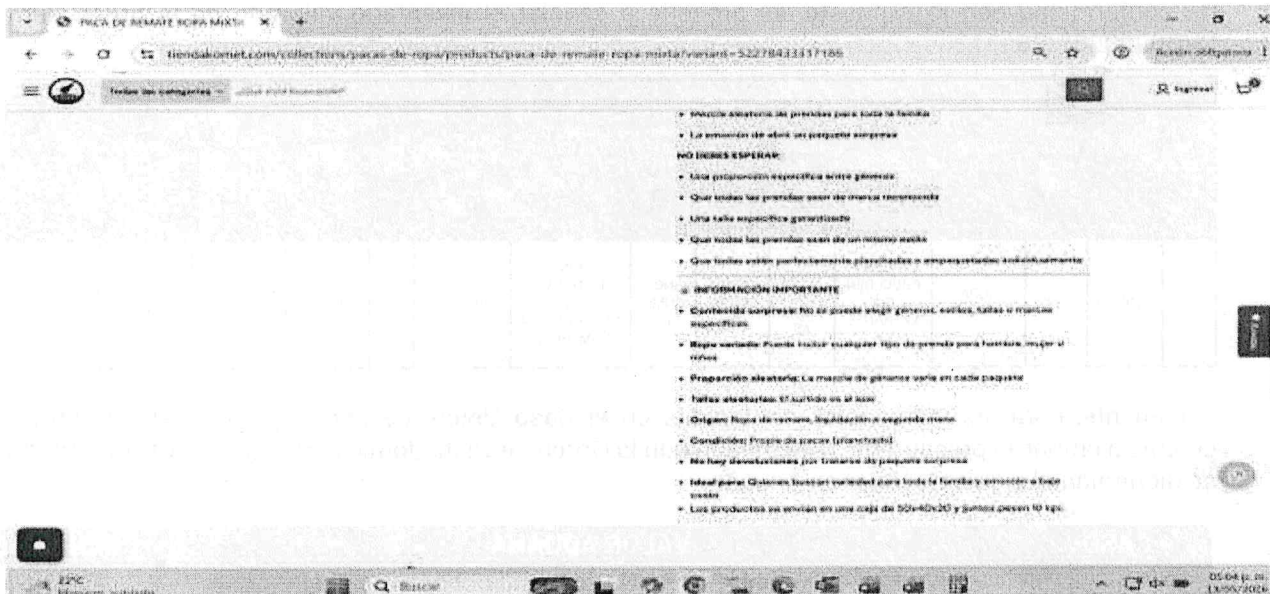 PACA DE REMATE ROPA MIXTA
tiendakomet.com/collections/pacas-de-ropa/products/paca-de-remate-ropa-mixta?variant=52278433317186
Todas las categorías
Ingresar
• Mezcla aleatoria de prendas para toda la familia
• La emoción de abrir un paquete sorpresa
NO DEBES ESPERAR:
• Una proporción específica entre géneros
• Que todas las prendas sean de marca reconocida
• Una talla específica garantizada
• Que todas las prendas sean de un mismo estilo
• Que todas estén perfectamente planchadas o empaquetadas individualmente
INFORMACIÓN IMPORTANTE
• Contenido sorpresa: No se puede elegir géneros, estilos, tallas o marcas
específicas
• Ropa variada: Puede incluir cualquier tipo de prenda para hombre, mujer o
niños
• Proporción aleatoria: La mezcla de géneros varía en cada paquete
• Tallas aleatorias: El surtido es al azar
• Origen: Ropa de remate, liquidación o segunda mano
• Condición: Propia de pacas (planchado)
• No hay devoluciones por tratarse de paquete sorpresa
• Ideal para: Quienes buscan variedad para toda la familia y emoción a bajo
costo
• Los productos se envían en una caja de 50x40x20 y juntos pesan 10 kgs.
22°C
Buscar
05:04 p. m.
13/05/2026